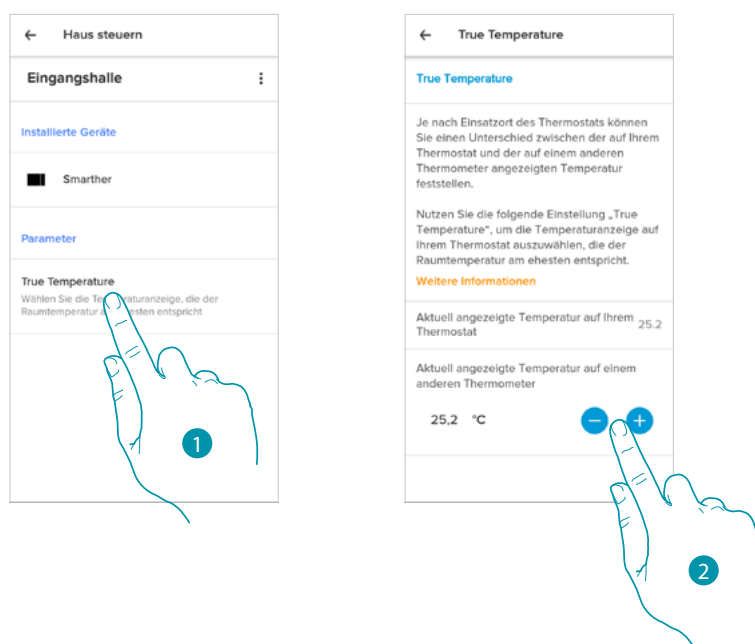 Haus steuern
Eingangshalle
Installierte Geräte
Smarther
Parameter
True Temperature
Wählen Sie die Temperaturanzeige, die der
Raumtemperatur am ehesten entspricht
1
True Temperature
True Temperature
Je nach Einsatzort des Thermostats können
Sie einen Unterschied zwischen der auf Ihrem
Thermostat und der auf einem anderen
Thermometer angezeigten Temperatur
feststellen.
Nutzen Sie die folgende Einstellung „True
Temperature“, um die Temperaturanzeige auf
Ihrem Thermostat auszuwählen, die der
Raumtemperatur am ehesten entspricht.
Weitere Informationen
Aktuell angezeigte Temperatur auf Ihrem
Thermostat
25.2
Aktuell angezeigte Temperatur auf einem
anderen Thermometer
25,2 °C
2